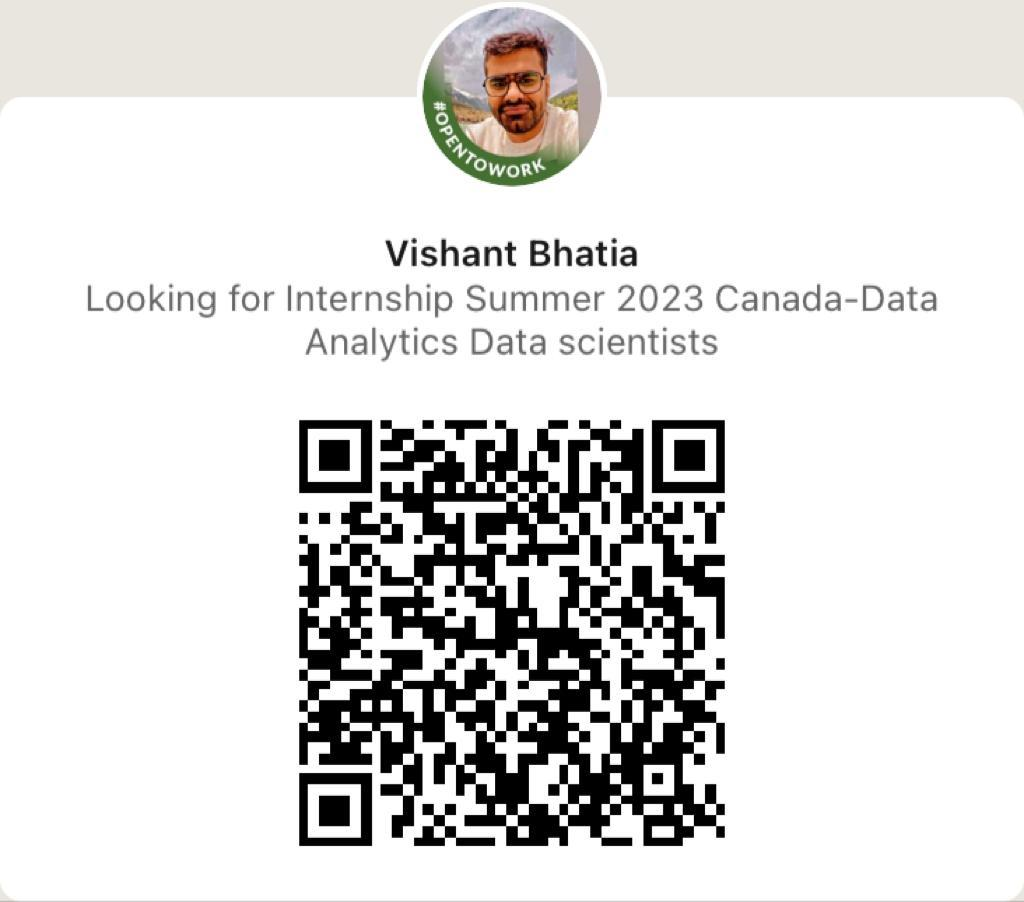 #OPENTOWORK
Vishant Bhatia
Looking for Internship Summer 2023 Canada-Data
Analytics Data scientists